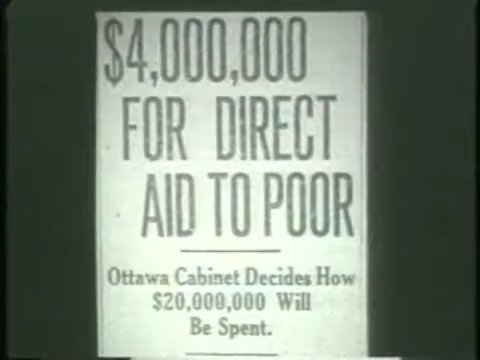 $4,000,000
FOR DIRECT
AID TO POOR
Ottawa Cabinet Decides How
$20,000,000 Will
Be Spent.